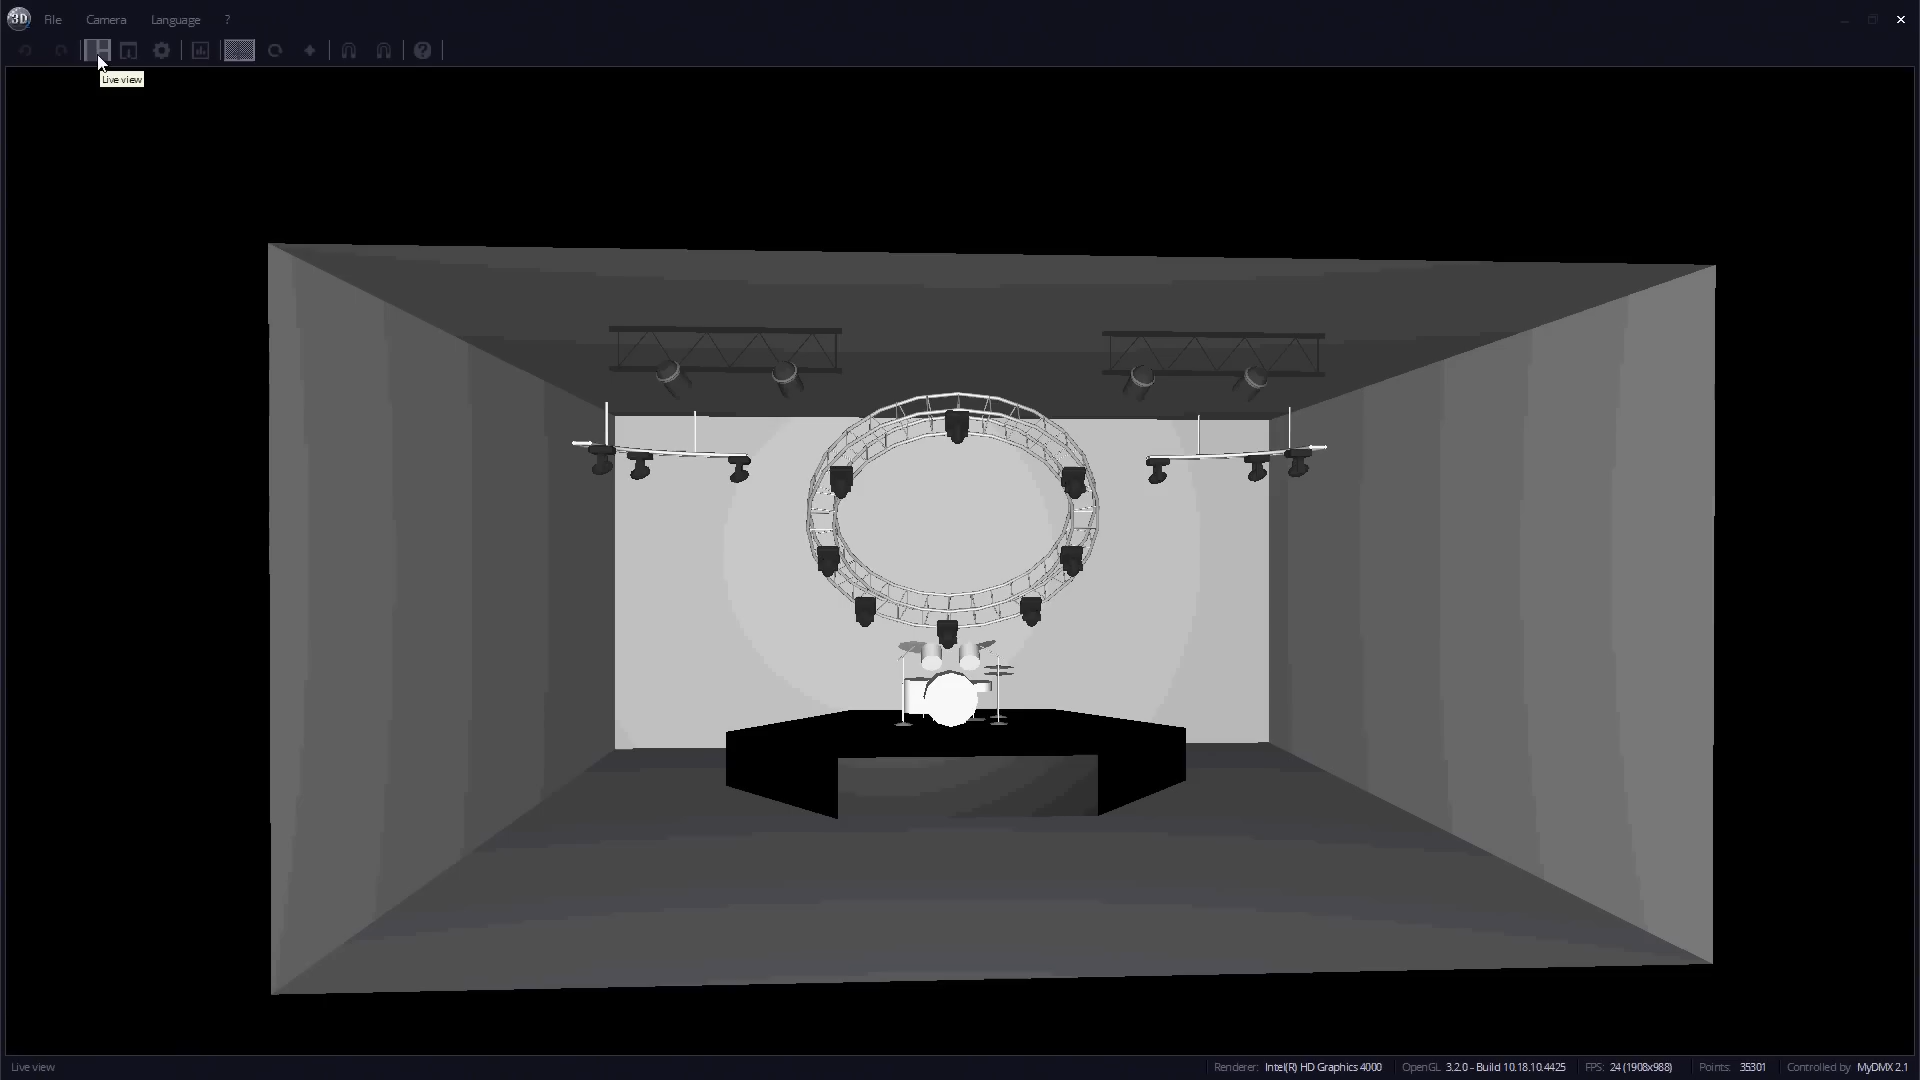 3D File Camera Language ?
Live view
Live view Renderer: Intel(R) HD Graphics 4000 OpenGL 3.2.0 - Build 10.18.10.4425 FPS: 24 (1908x988) Points: 35301 Controlled by MyDMX 2.1